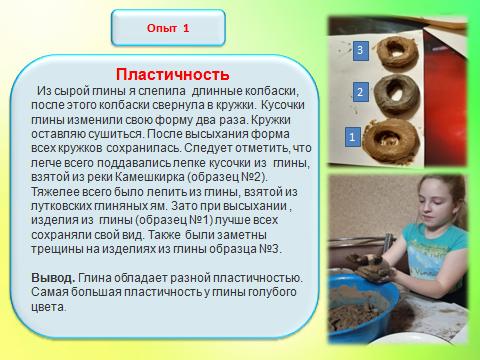 Опыт 1
Пластичность
Из сырой глины я слепила длинные колбаски,
после этого колбаски свернула в кружки. Кусочки
глины изменили свою форму два раза. Кружки
оставляю сушиться. После высыхания форма
всех кружков сохранилась. Следует отметить, что
легче всего поддавались лепке кусочки из глины,
взятой из реки Камешкирка (образец №2).
Тяжелее всего было лепить из глины, взятой из
лутковских глиняных ям. Зато при высыхании ,
изделия из глины (образец №1) лучше всех
сохраняли свой вид. Также были заметны
трещины на изделиях из глины образца №3.
Вывод. Глина обладает разной пластичностью.
Самая большая пластичность у глины голубого
цвета.
3
2
1